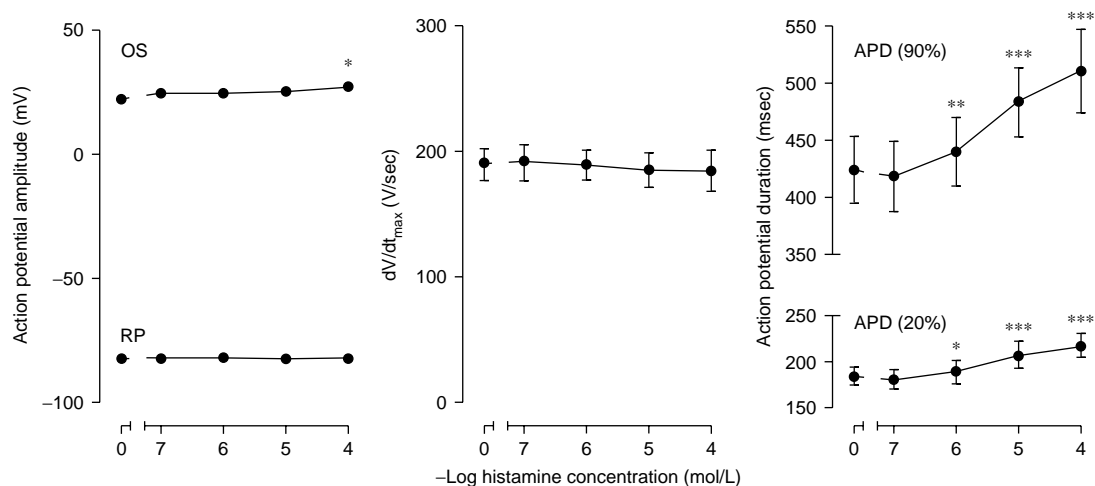 Action potential amplitude (mV)
50
0
−50
−100
OS
*
RP
0 7 6 5 4
dV/dt_max (V/sec)
300
200
100
0
0 7 6 5 4
−Log histamine concentration (mol/L)
Action potential duration (msec)
550
500
450
400
350
APD (90%)
** *** ***
250
200
150
APD (20%)
* *** ***
0 7 6 5 4